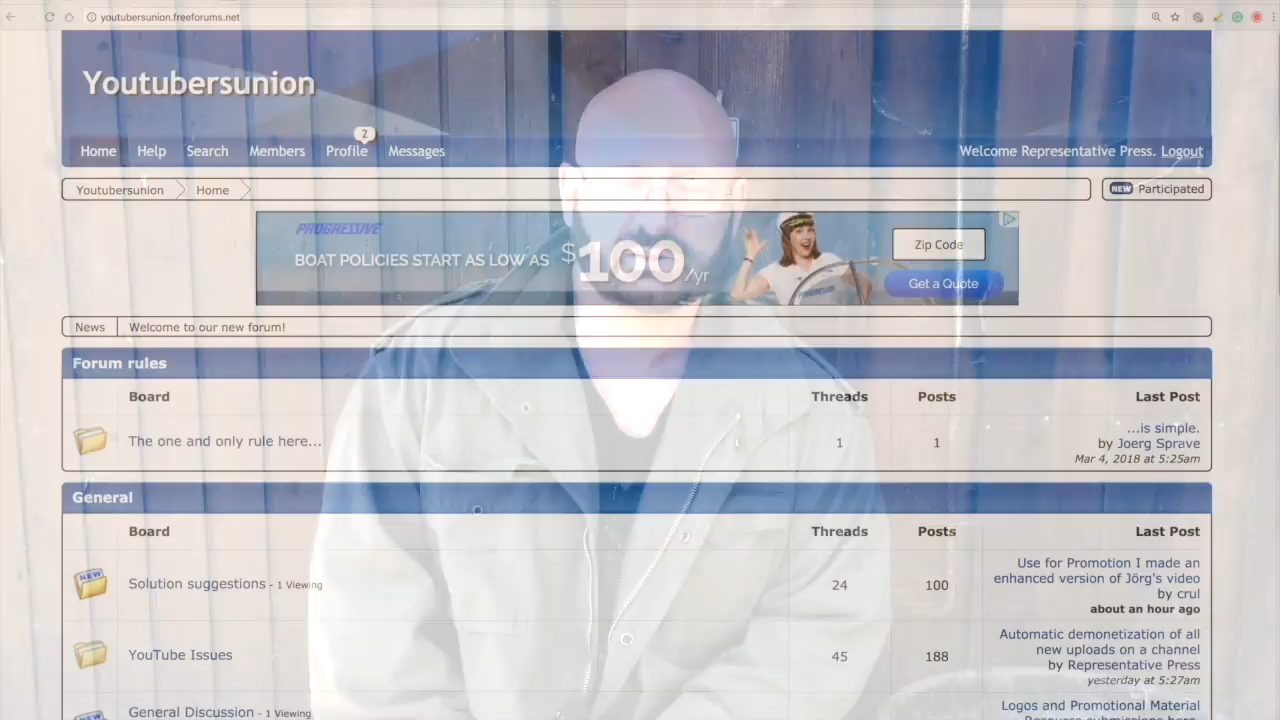 youtubersunion.freeforums.net
Youtubersunion
2
Home Help Search Members Profile Messages
Welcome Representative Press. Logout
Youtubersunion Home
NEW Participated
PROGRESSIVE
BOAT POLICIES START AS LOW AS $100/yr
Zip Code
Get a Quote
PROGRESSIVE
News Welcome to our new forum!
Forum rules
Board Threads Posts Last Post
The one and only rule here... 1 1
...is simple.
by Joerg Sprave
Mar 4, 2018 at 5:25am
General
Board Threads Posts Last Post
NEW
Solution suggestions - 1 Viewing 24 100
Use for Promotion I made an
enhanced version of Jörg's video
by crul
about an hour ago
YouTube Issues 45 188
Automatic demonetization of all
new uploads on a channel
by Representative Press
yesterday at 5:27am
NEW
General Discussion - 1 Viewing
Logos and Promotional Material